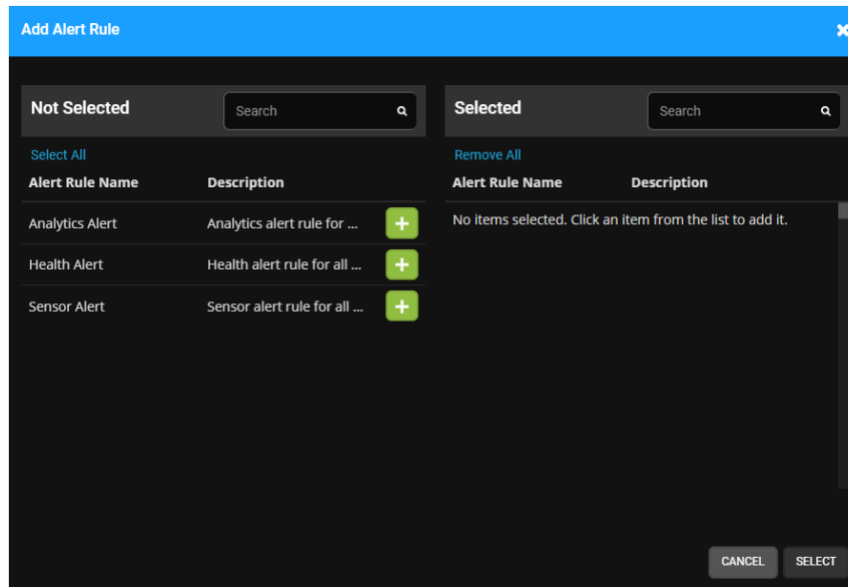 Add Alert Rule
Not Selected
Search
Select All
Alert Rule Name Description
Analytics Alert Analytics alert rule for ...
Health Alert Health alert rule for all ...
Sensor Alert Sensor alert rule for all ...
Selected
Search
Remove All
Alert Rule Name Description
No items selected. Click an item from the list to add it.
CANCEL SELECT